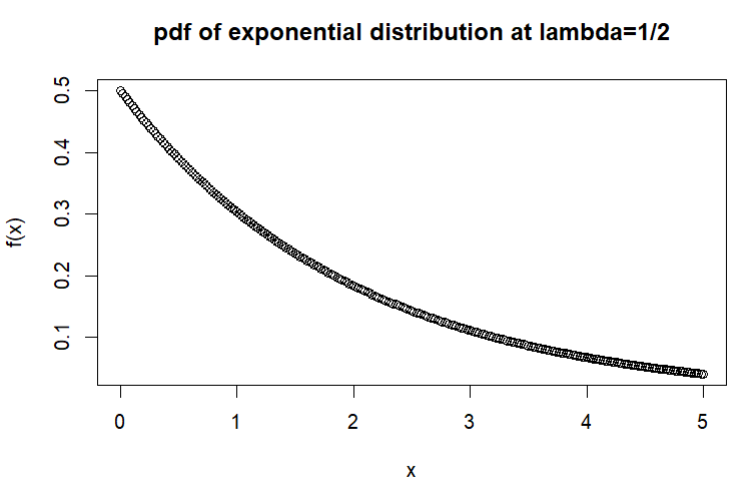 pdf of exponential distribution at lambda=1/2
f(x)
0.5
0.4
0.3
0.2
0.1
0 1 2 3 4 5
x